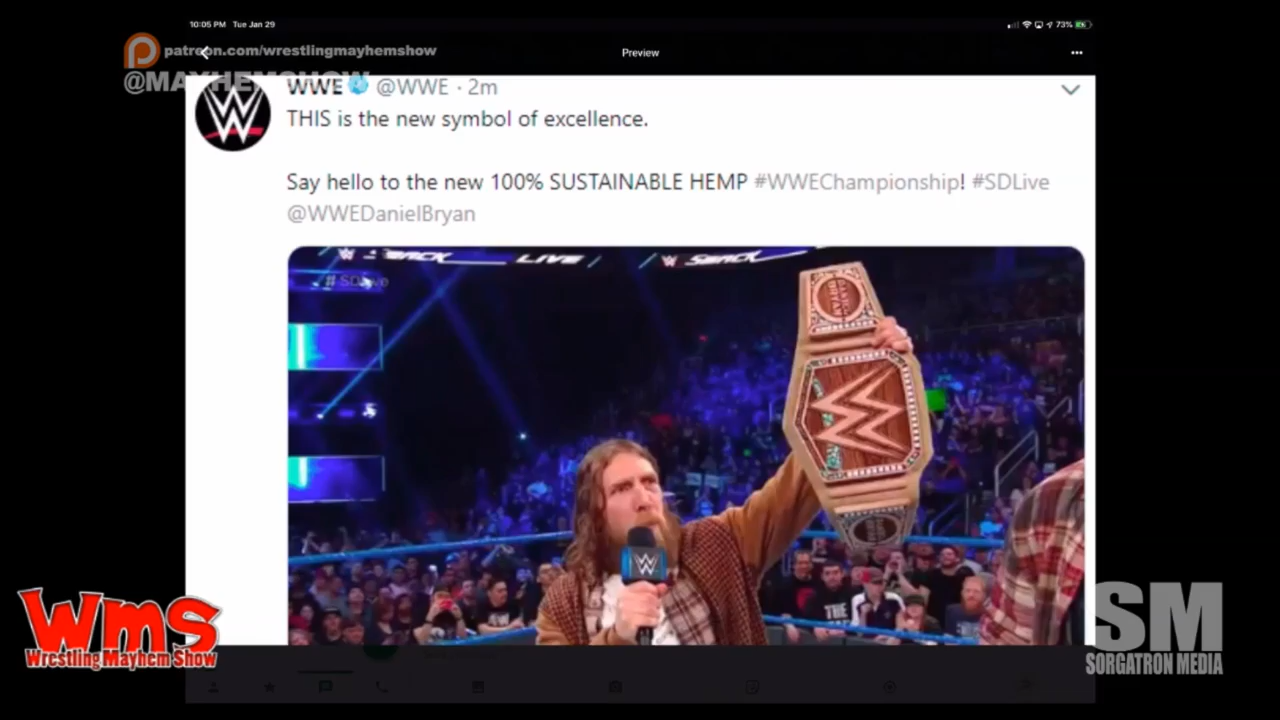 10:05 PM Tue Jan 29
73%
patreon.com/wrestlingmayhemshow
Preview
@MAYHEMSHOW
WWE @WWE · 2m
THIS is the new symbol of excellence.
Say hello to the new 100% SUSTAINABLE HEMP #WWEChampionship! #SDLive
@WWEDanielBryan
LIVE
#SDLive
THE
WMS
Wrestling Mayhem Show
SM
SORGATRON MEDIA